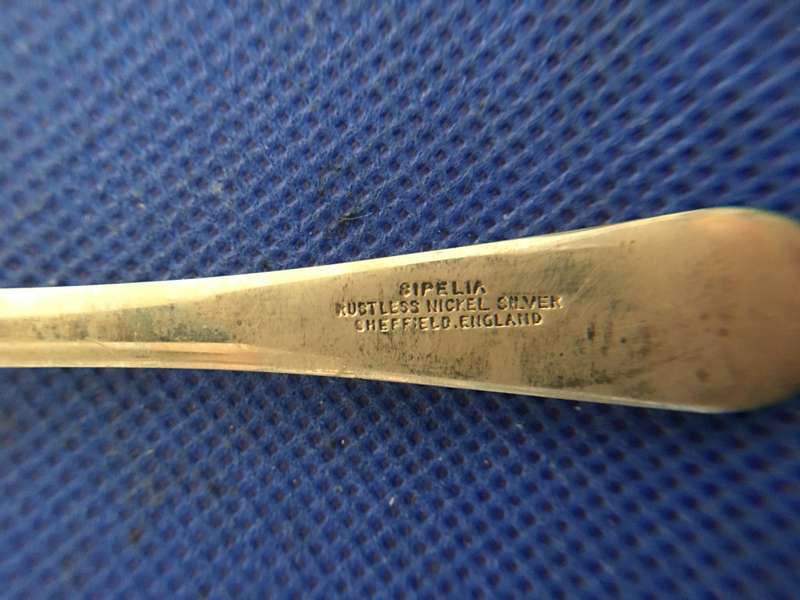 SIPELIA
RUSTLESS NICKEL SILVER
SHEFFIELD.ENGLAND